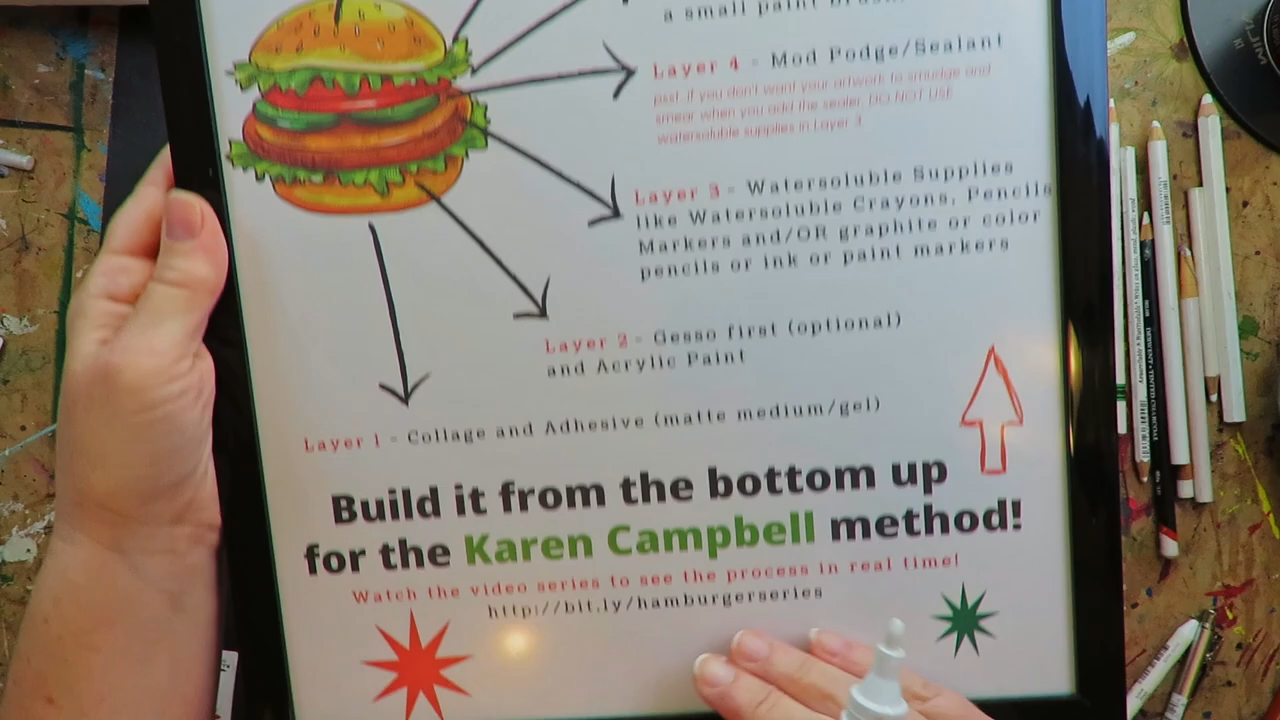 a small paint brush.
Layer 4 - Mod Podge/Sealant
psst. if you don't want your artwork to smudge and
smear when you add the sealer, DO NOT USE
watersoluble supplies in Layer 3
Layer 3 - Watersoluble Supplies
like Watersoluble Crayons, Pencils
Markers and/OR graphite or color
pencils or ink or paint markers
Layer 2 - Gesso first (optional)
and Acrylic Paint
Layer 1 - Collage and Adhesive (matte medium/gel)
Build it from the bottom up
for the Karen Campbell method!
Watch the video series to see the process in real time!
http://bit.ly/hamburgerseries
DERWENT TINTED CHARCOAL